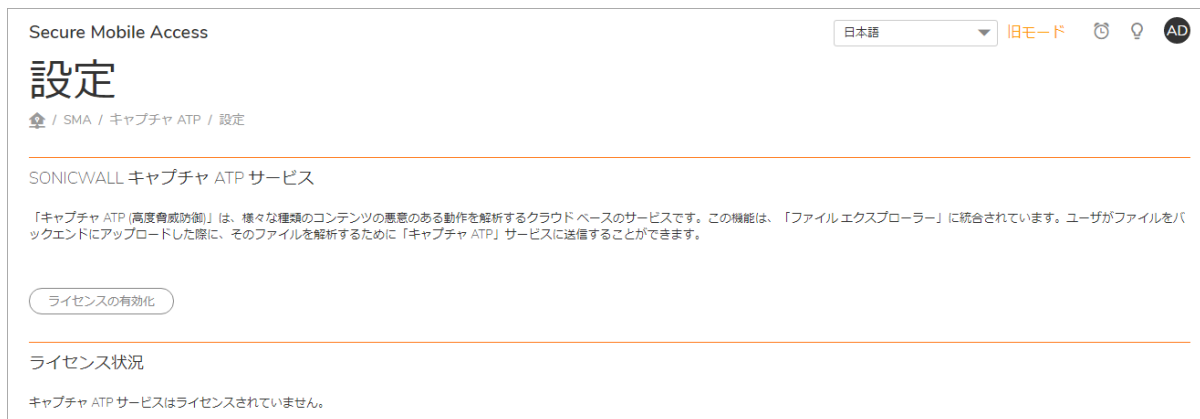 Secure Mobile Access
日本語
旧モード
AD
設定
/ SMA / キャプチャ ATP / 設定
SONICWALL キャプチャ ATP サービス
「キャプチャ ATP (高度脅威防御)」は、様々な種類のコンテンツの悪意のある動作を解析するクラウド ベースのサービスです。この機能は、「ファイル エクスプローラー」に統合されています。ユーザがファイルをバ
ックエンドにアップロードした際に、そのファイルを解析するために「キャプチャ ATP」サービスに送信することができます。
ライセンスの有効化
ライセンス状況
キャプチャ ATP サービスはライセンスされていません。